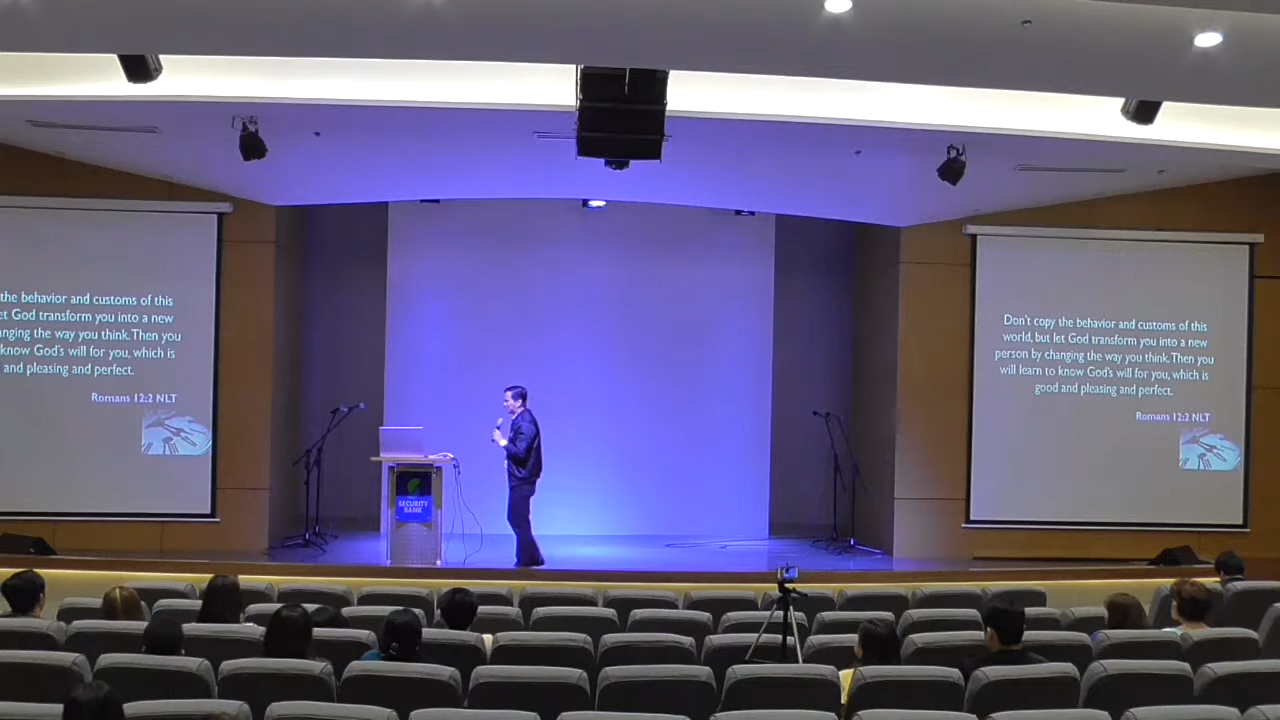 the behavior and customs of this
let God transform you into a new
changing the way you think. Then you
know God's will for you, which is
and pleasing and perfect.
Romans 12:2 NLT
SECURITY
BANK
Don't copy the behavior and customs of this
world, but let God transform you into a new
person by changing the way you think. Then you
will learn to know God's will for you, which is
good and pleasing and perfect.
Romans 12:2 NLT